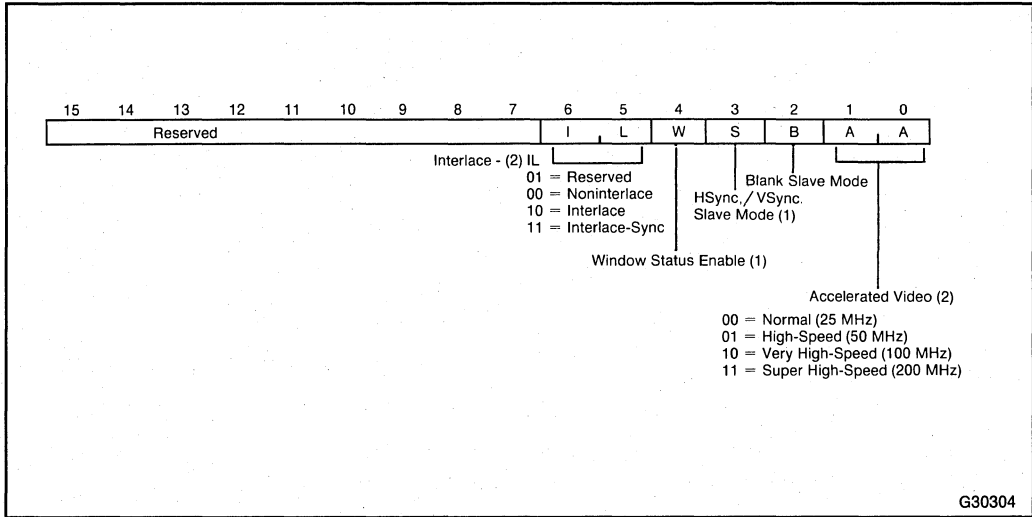 15 14 13 12 11 10 9 8 7 6 5 4 3 2 1 0
Reserved I L W S B A A
Interlace - (2) IL
01 = Reserved
00 = Noninterlace
10 = Interlace
11 = Interlace-Sync
Blank Slave Mode
HSync,/ VSync.
Slave Mode (1)
Window Status Enable (1)
Accelerated Video (2)
00 = Normal (25 MHz)
01 = High-Speed (50 MHz)
10 = Very High-Speed (100 MHz)
11 = Super High-Speed (200 MHz)
G30304